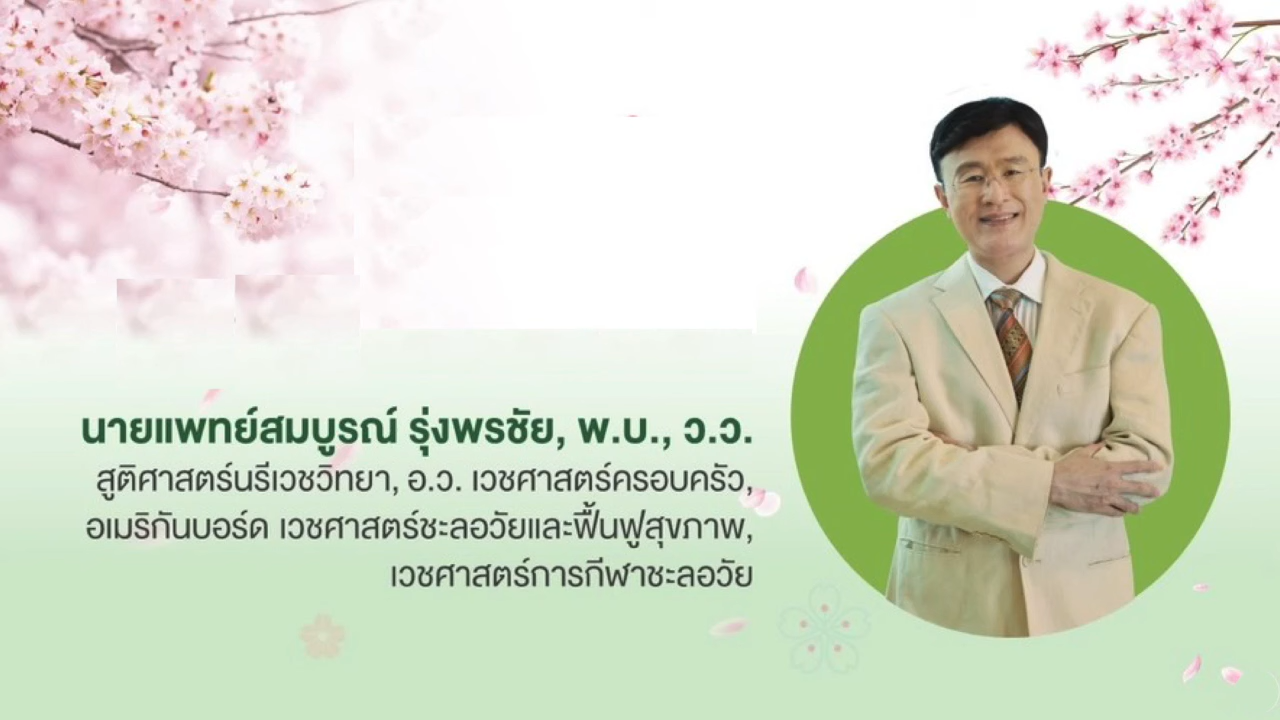 นายแพทย์สมบูรณ์ รุ่งพรชัย, พ.บ., ว.ว.
สูติศาสตร์นรีเวชวิทยา, อ.ว. เวชศาสตร์ครอบครัว,
อเมริกันบอร์ด เวชศาสตร์ชะลอวัยและฟื้นฟูสุขภาพ,
เวชศาสตร์การกีฬาชะลอวัย